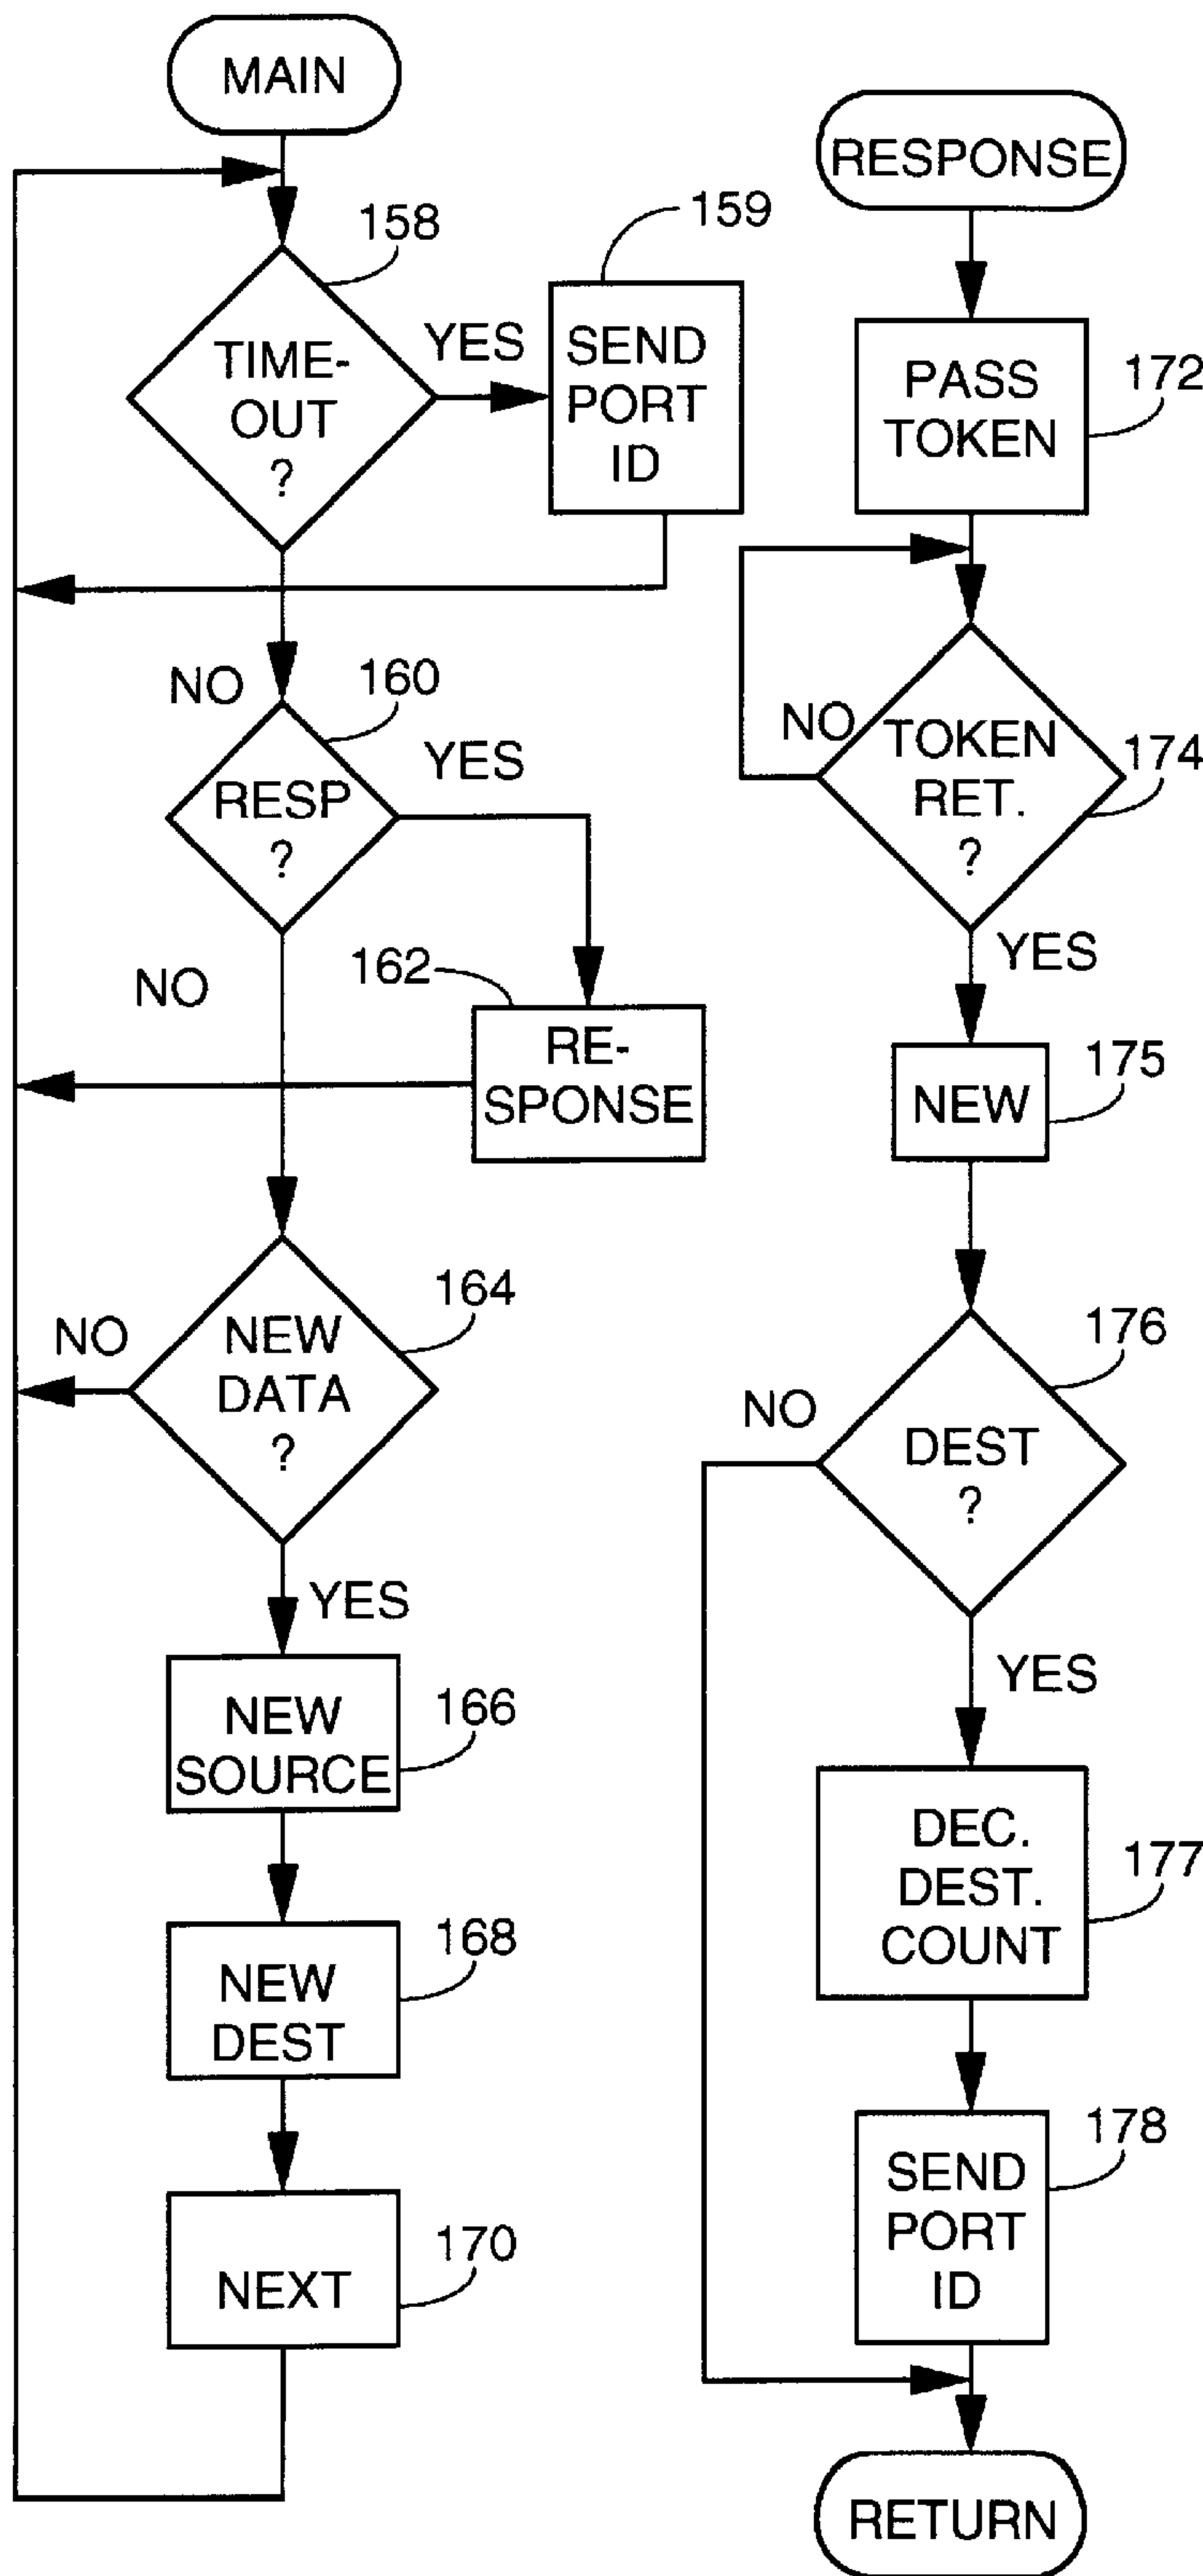 MAIN
158
159
TIME-
OUT
?
YES
SEND
PORT
ID
NO
160
RESP
?
YES
NO
162
RE-
SPONSE
164
NO
NEW
DATA
?
YES
NEW
SOURCE
166
NEW
DEST
168
NEXT
170
RESPONSE
PASS
TOKEN
172
NO
TOKEN
RET.
?
174
YES
NEW
175
176
NO
DEST
?
YES
DEC.
DEST.
COUNT
177
SEND
PORT
ID
178
RETURN